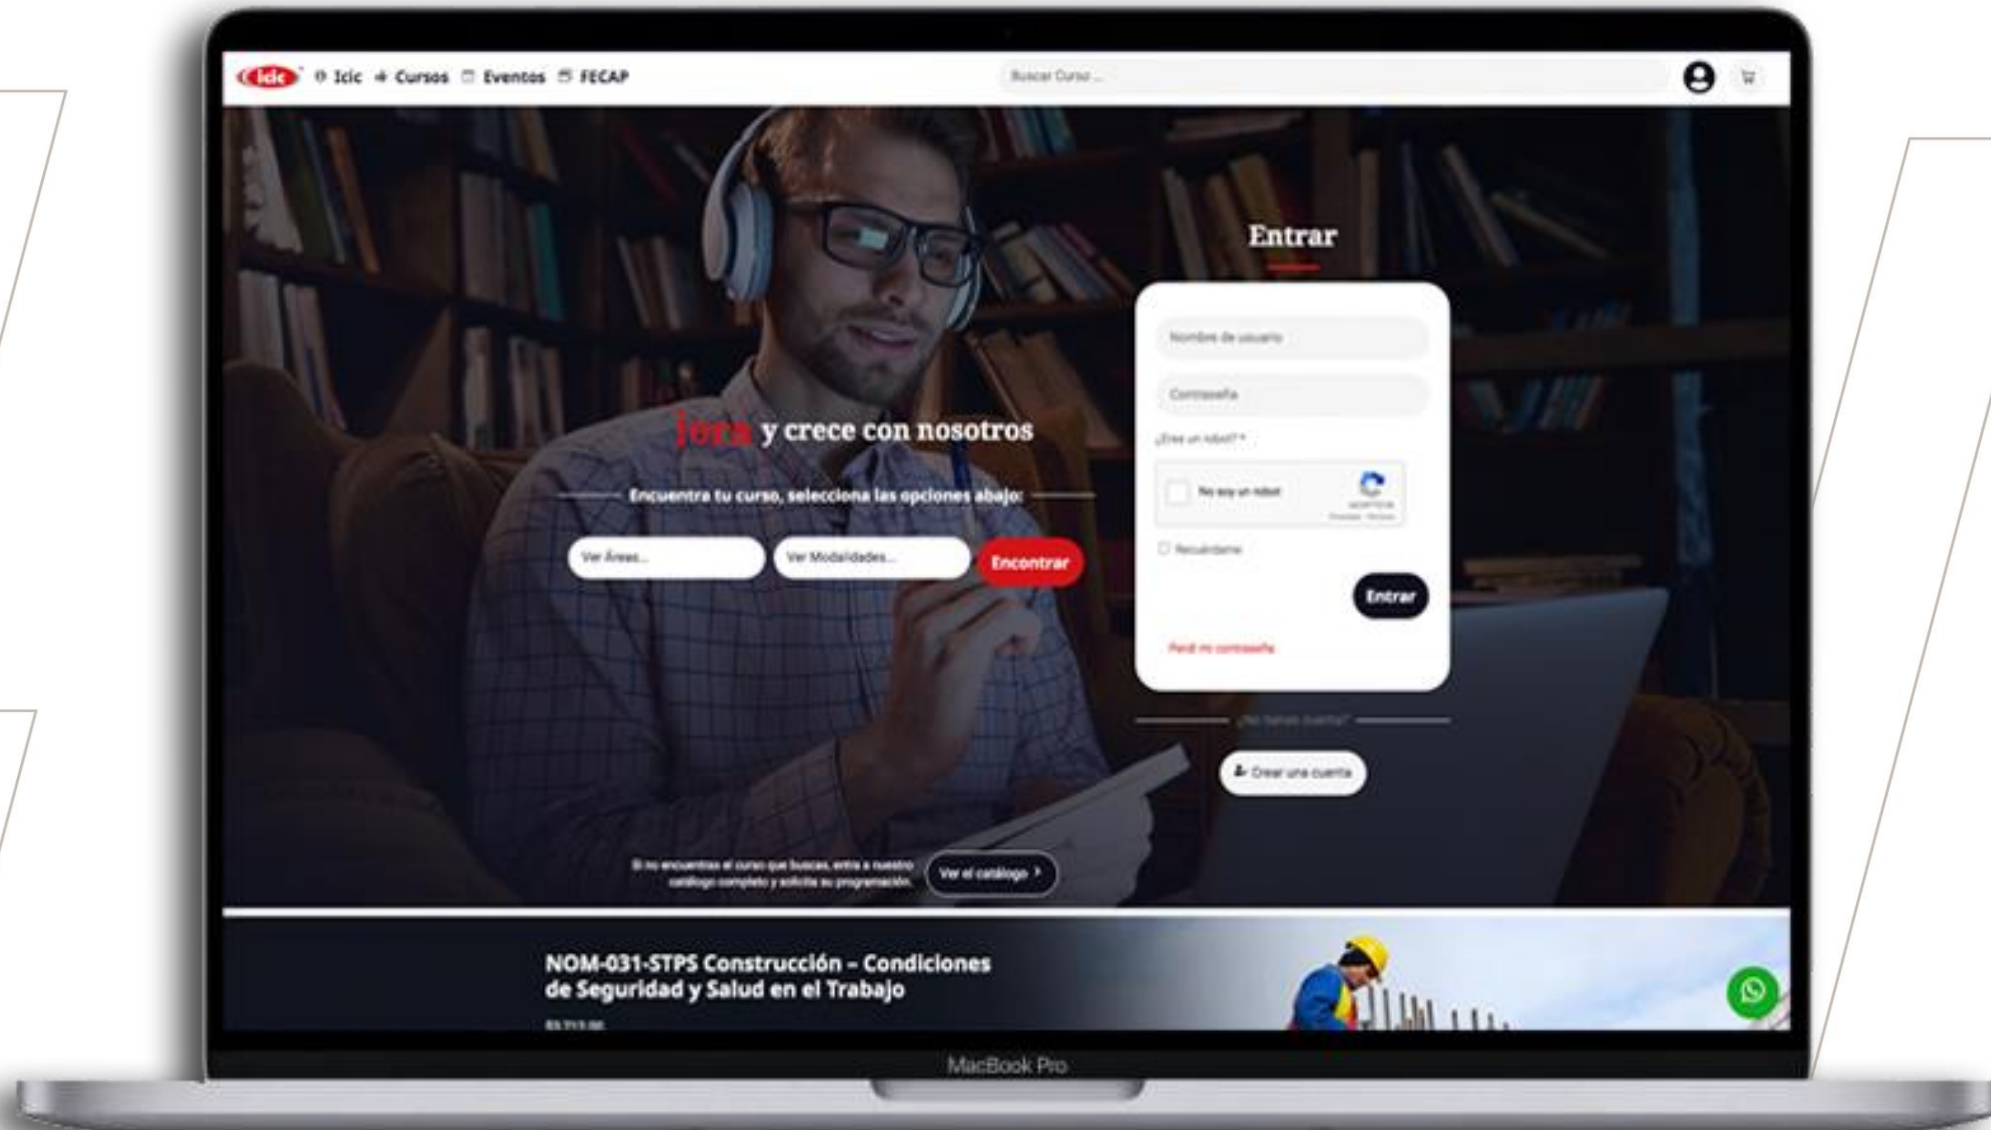 icic Icic Cursos Eventos FECAP
Buscar Curso ...
Entrar
Nombre de usuario
Contraseña
¿Eres un robot? *
No soy un robot
Recuérdame
Entrar
Perdí mi contraseña
¿No tienes cuenta?
Crear una cuenta
jora y crece con nosotros
Encuentra tu curso, selecciona las opciones abajo:
Ver Áreas...
Ver Modalidades...
Encontrar
Si no encuentras el curso que buscas, entra a nuestro
catálogo completo y solicita su programación.
Ver el catálogo >
NOM-031-STPS Construcción – Condiciones
de Seguridad y Salud en el Trabajo
MacBook Pro